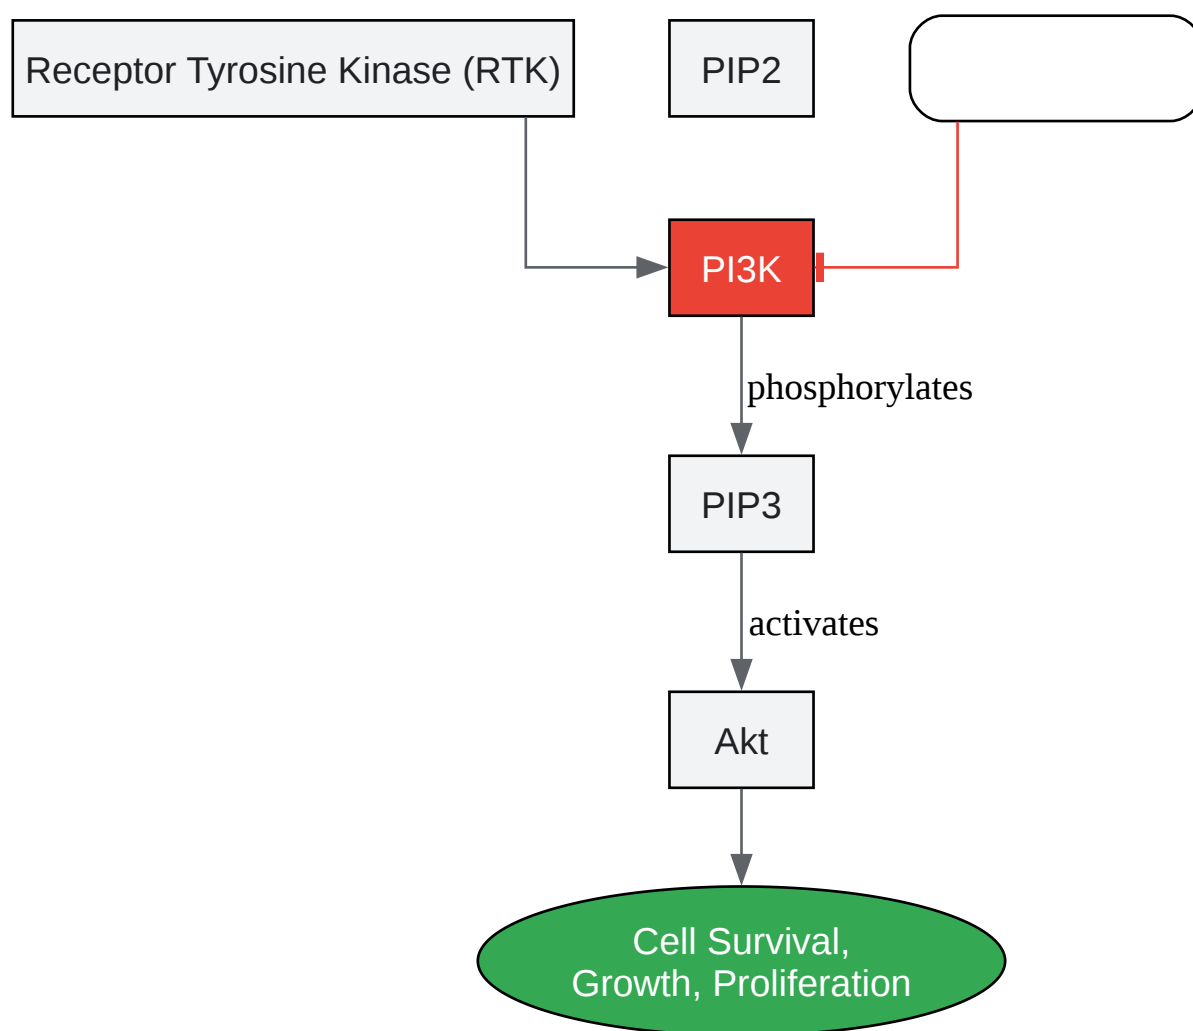 Receptor Tyrosine Kinase (RTK)
PIP2
PI3K
phosphorylates
PIP3
activates
Akt
Cell Survival,
Growth, Proliferation